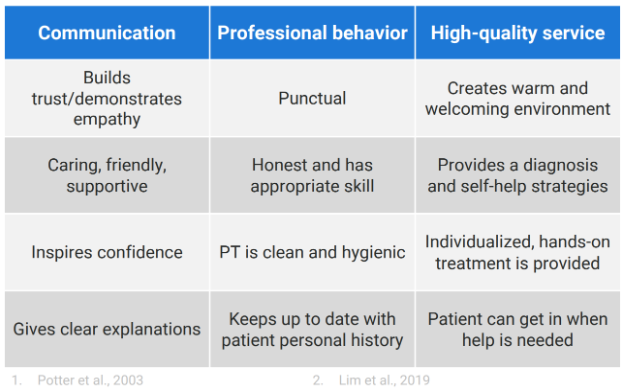 Communication
Professional behavior
High-quality service
Builds
trust/demonstrates
empathy
Punctual
Creates warm and
welcoming environment
Caring, friendly,
supportive
Honest and has
appropriate skill
Provides a diagnosis
and self-help strategies
Inspires confidence
PT is clean and hygienic
Individualized, hands-on
treatment is provided
Gives clear explanations
Keeps up to date with
patient personal history
Patient can get in when
help is needed
1. Potter et al., 2003
2. Lim et al., 2019